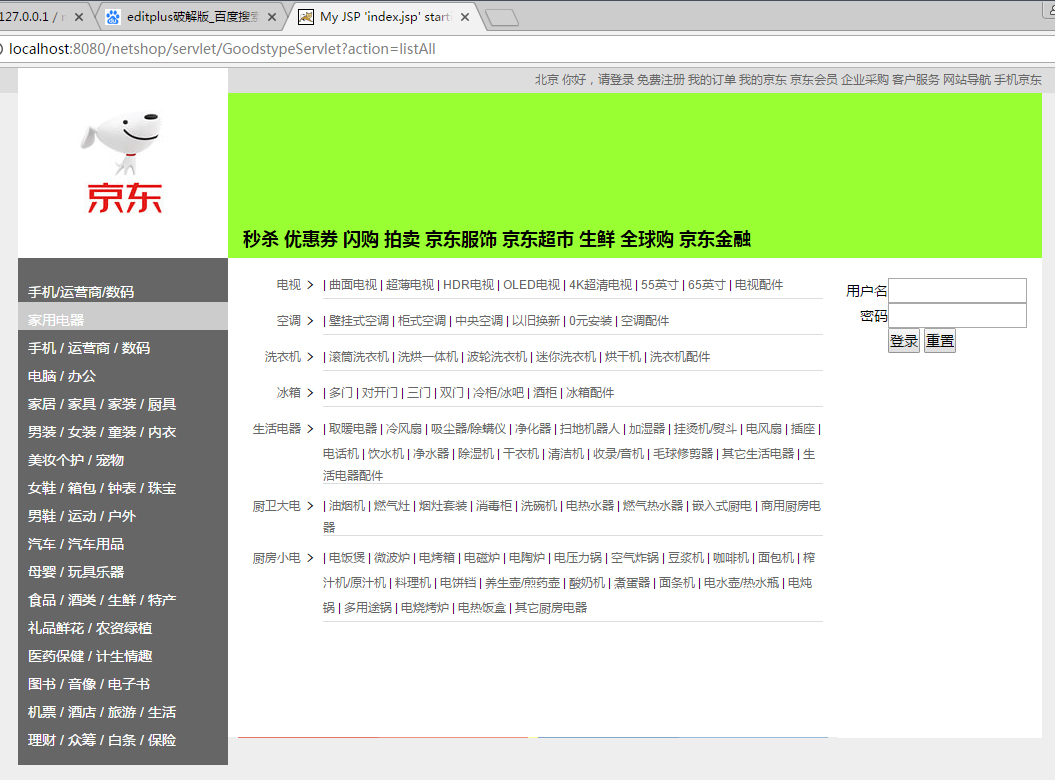 127.0.0.1 /
editplus破解版_百度搜索
My JSP 'index.jsp' start
localhost:8080/netshop/servlet/GoodstypeServlet?action=listAll
北京 你好，请登录 免费注册 我的订单 我的京东 京东会员 企业采购 客户服务 网站导航 手机京东
京东
秒杀 优惠券 闪购 拍卖 京东服饰 京东超市 生鲜 全球购 京东金融
手机/运营商/数码
家用电器
手机 / 运营商 / 数码
电脑 / 办公
家居 / 家具 / 家装 / 厨具
男装 / 女装 / 童装 / 内衣
美妆个护 / 宠物
女鞋 / 箱包 / 钟表 / 珠宝
男鞋 / 运动 / 户外
汽车 / 汽车用品
母婴 / 玩具乐器
食品 / 酒类 / 生鲜 / 特产
礼品鲜花 / 农资绿植
医药保健 / 计生情趣
图书 / 音像 / 电子书
机票 / 酒店 / 旅游 / 生活
理财 / 众筹 / 白条 / 保险
电视 > | 曲面电视 | 超薄电视 | HDR电视 | OLED电视 | 4K超清电视 | 55英寸 | 65英寸 | 电视配件
空调 > | 壁挂式空调 | 柜式空调 | 中央空调 | 以旧换新 | 0元安装 | 空调配件
洗衣机 > | 滚筒洗衣机 | 洗烘一体机 | 波轮洗衣机 | 迷你洗衣机 | 烘干机 | 洗衣机配件
冰箱 > | 多门 | 对开门 | 三门 | 双门 | 冷柜/冰吧 | 酒柜 | 冰箱配件
生活电器 > | 取暖电器 | 冷风扇 | 吸尘器/除螨仪 | 净化器 | 扫地机器人 | 加湿器 | 挂烫机/熨斗 | 电风扇 | 插座 |
电话机 | 饮水机 | 净水器 | 除湿机 | 干衣机 | 清洁机 | 收录/音机 | 毛球修剪器 | 其它生活电器 | 生
活电器配件
厨卫大电 > | 油烟机 | 燃气灶 | 烟灶套装 | 消毒柜 | 洗碗机 | 电热水器 | 燃气热水器 | 嵌入式厨电 | 商用厨房电
器
厨房小电 > | 电饭煲 | 微波炉 | 电烤箱 | 电磁炉 | 电陶炉 | 电压力锅 | 空气炸锅 | 豆浆机 | 咖啡机 | 面包机 | 榨
汁机/原汁机 | 料理机 | 电饼铛 | 养生壶/煎药壶 | 酸奶机 | 煮蛋器 | 面条机 | 电水壶/热水瓶 | 电炖
锅 | 多用途锅 | 电烧烤炉 | 电热饭盒 | 其它厨房电器
用户名
密码
登录 重置